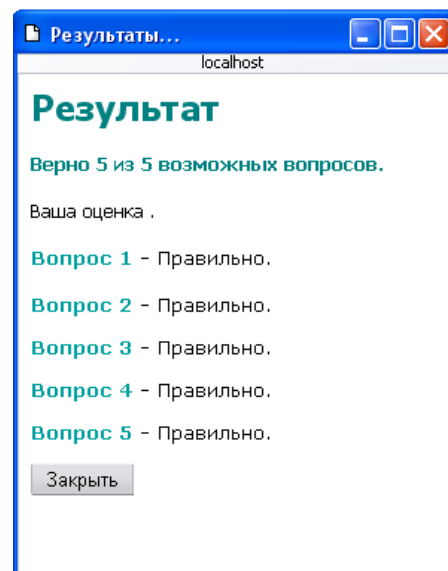 Результаты...
localhost
Результат
Верно 5 из 5 возможных вопросов.
Ваша оценка .
Вопрос 1 - Правильно.
Вопрос 2 - Правильно.
Вопрос 3 - Правильно.
Вопрос 4 - Правильно.
Вопрос 5 - Правильно.
Закрыть